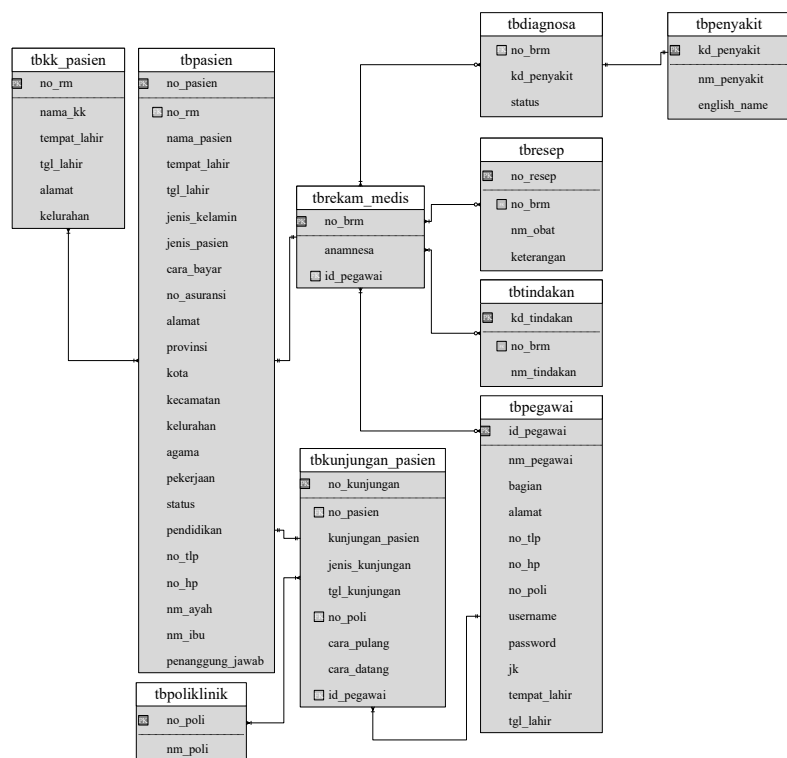 tbkk_pasien
no_rm
nama_kk
tempat_lahir
tgl_lahir
alamat
kelurahan
tbpasien
no_pasien
no_rm
nama_pasien
tempat_lahir
tgl_lahir
jenis_kelamin
jenis_pasien
cara_bayar
no_asuransi
alamat
provinsi
kota
kecamatan
kelurahan
agama
pekerjaan
status
pendidikan
no_tlp
no_hp
nm_ayah
nm_ibu
penanggung_jawab
tbpoliklinik
no_poli
nm_poli
tbrekam_medis
no_brm
anamnesa
id_pegawai
tbkunjungan_pasien
no_kunjungan
no_pasien
kunjungan_pasien
jenis_kunjungan
tgl_kunjungan
no_poli
cara_pulang
cara_datang
id_pegawai
tbdiagnosa
no_brm
kd_penyakit
status
tbpenyakit
kd_penyakit
nm_penyakit
english_name
tbresep
no_resep
no_brm
nm_obat
keterangan
tbtindakan
kd_tindakan
no_brm
nm_tindakan
tbpegawai
id_pegawai
nm_pegawai
bagian
alamat
no_tlp
no_hp
no_poli
username
password
jk
tempat_lahir
tgl_lahir